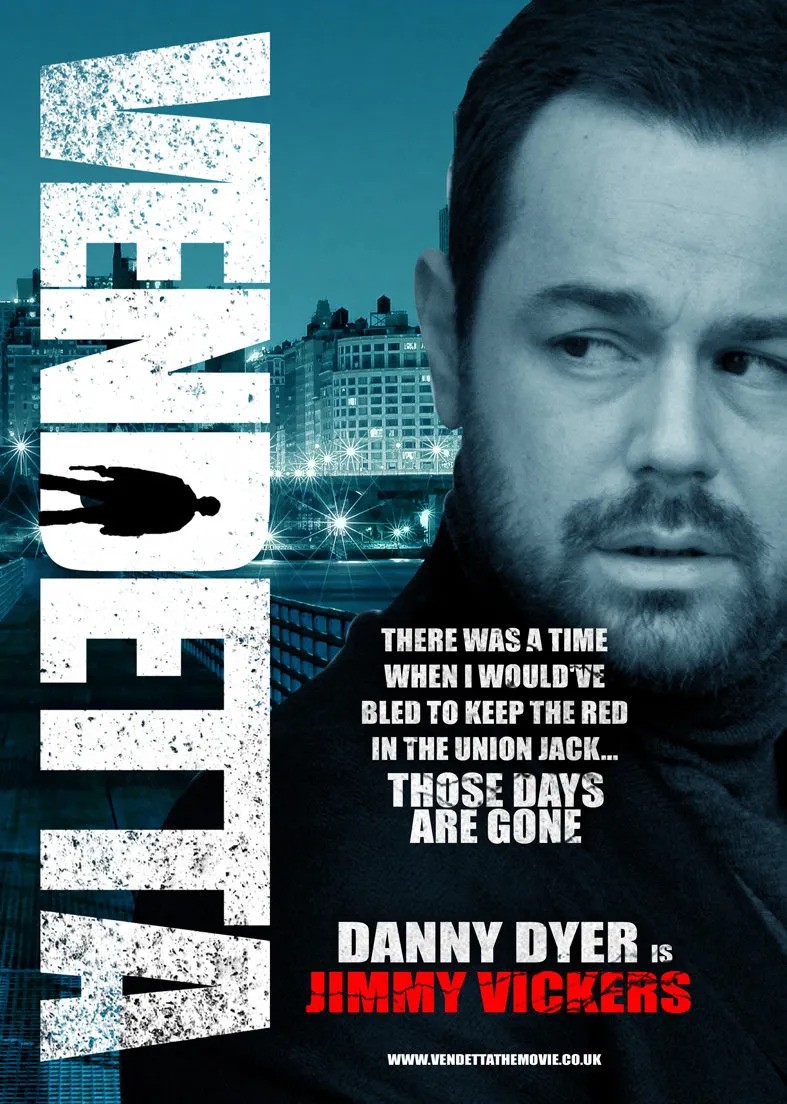 VENDETTA
THERE WAS A TIME
WHEN I WOULD'VE
BLED TO KEEP THE RED
IN THE UNION JACK...
THOSE DAYS
ARE GONE
DANNY DYER IS
JIMMY VICKERS
WWW.VENDETTATHEMOVIE.CO.UK